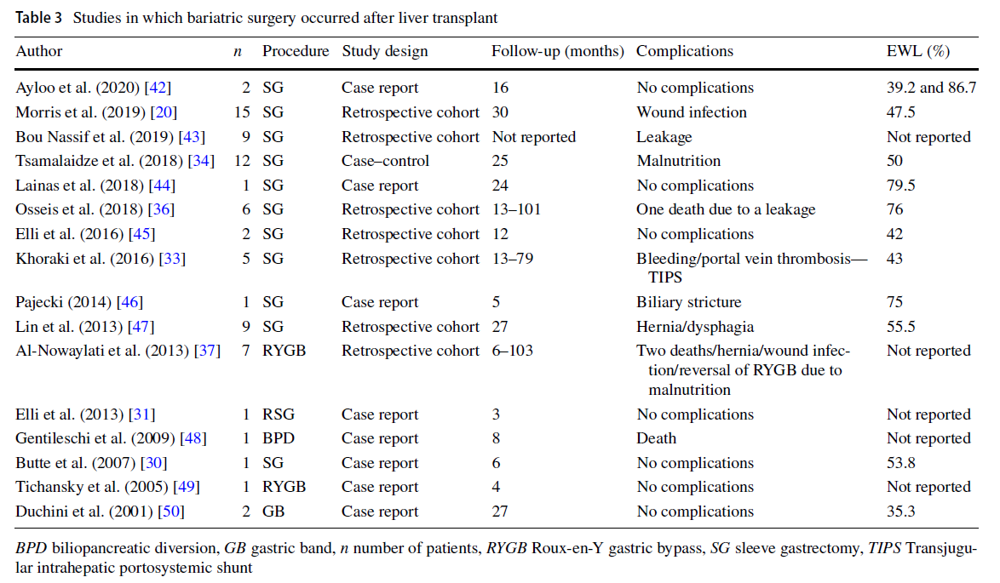 Table 3 Studies in which bariatric surgery occurred after liver transplant
Author n Procedure Study design Follow-up (months) Complications EWL (%)
Ayloo et al. (2020) [42] 2 SG Case report 16 No complications 39.2 and 86.7
Morris et al. (2019) [20] 15 SG Retrospective cohort 30 Wound infection 47.5
Bou Nassif et al. (2019) [43] 9 SG Retrospective cohort Not reported Leakage Not reported
Tsamalaidze et al. (2018) [34] 12 SG Case–control 25 Malnutrition 50
Lainas et al. (2018) [44] 1 SG Case report 24 No complications 79.5
Osseis et al. (2018) [36] 6 SG Retrospective cohort 13–101 One death due to a leakage 76
Elli et al. (2016) [45] 2 SG Retrospective cohort 12 No complications 42
Khoraki et al. (2016) [33] 5 SG Retrospective cohort 13–79 Bleeding/portal vein thrombosis— 43
TIPS
Pajecki (2014) [46] 1 SG Case report 5 Biliary stricture 75
Lin et al. (2013) [47] 9 SG Retrospective cohort 27 Hernia/dysphagia 55.5
Al-Nowaylati et al. (2013) [37] 7 RYGB Retrospective cohort 6–103 Two deaths/hernia/wound infec- Not reported
tion/reversal of RYGB due to
malnutrition
Elli et al. (2013) [31] 1 RSG Case report 3 No complications Not reported
Gentileschi et al. (2009) [48] 1 BPD Case report 8 Death Not reported
Butte et al. (2007) [30] 1 SG Case report 6 No complications 53.8
Tichansky et al. (2005) [49] 1 RYGB Case report 4 No complications Not reported
Duchini et al. (2001) [50] 2 GB Case report 27 No complications 35.3
BPD biliopancreatic diversion, GB gastric band, n number of patients, RYGB Roux-en-Y gastric bypass, SG sleeve gastrectomy, TIPS Transjugu-
lar intrahepatic portosystemic shunt